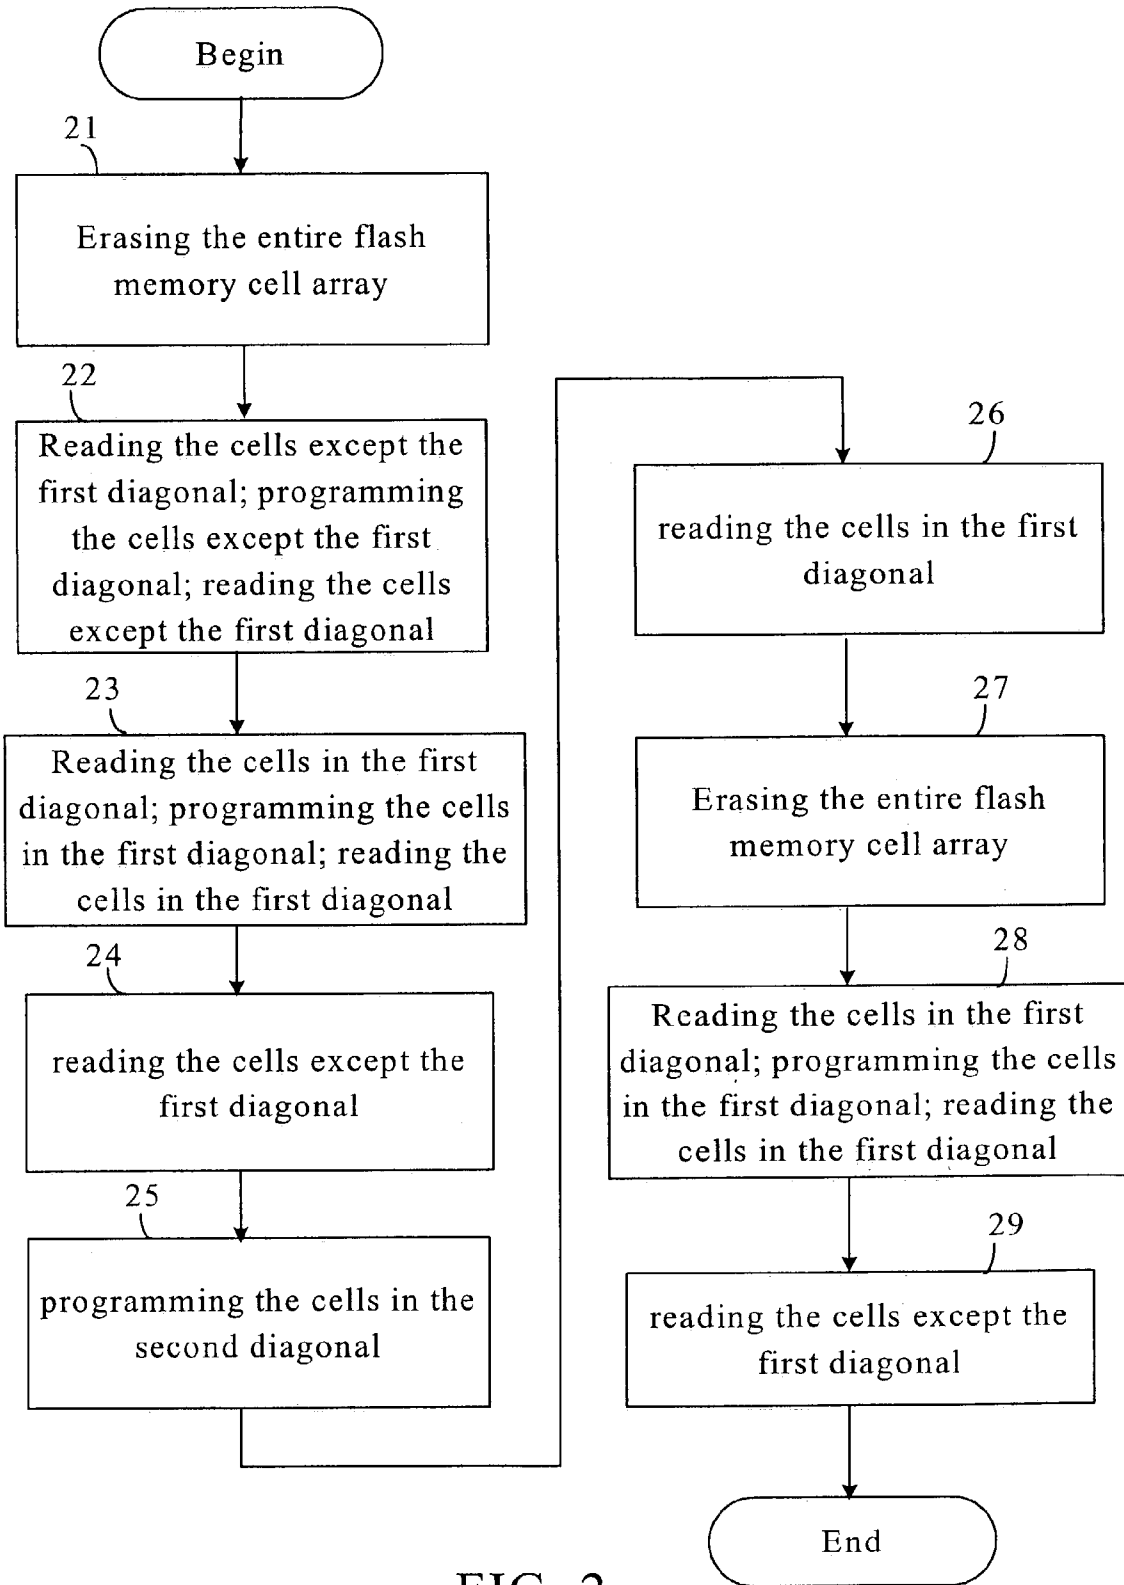 Begin
21
Erasing the entire flash
memory cell array
22
Reading the cells except the
first diagonal; programming
the cells except the first
diagonal; reading the cells
except the first diagonal
23
Reading the cells in the first
diagonal; programming the cells
in the first diagonal; reading the
cells in the first diagonal
24
reading the cells except the
first diagonal
25
programming the cells in the
second diagonal
26
reading the cells in the first
diagonal
27
Erasing the entire flash
memory cell array
28
Reading the cells in the first
diagonal; programming the cells
in the first diagonal; reading the
cells in the first diagonal
29
reading the cells except the
first diagonal
End
FIG. 2